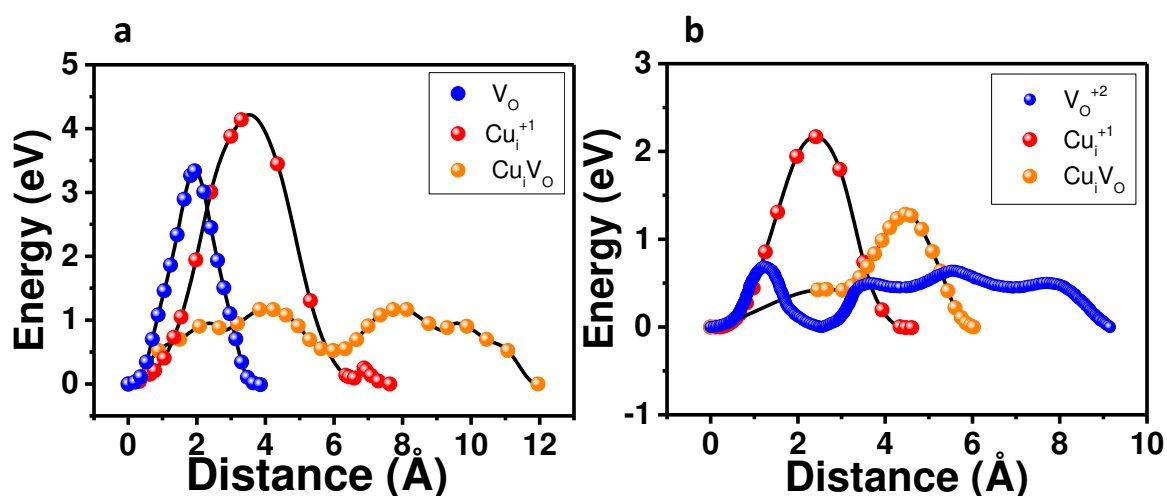 a
5
4
3
2
1
0
Energy (eV)
0 2 4 6 8 10 12
Distance (Å)
V_O
Cu_i^{+1}
Cu_iV_O
b
3
2
1
0
-1
Energy (eV)
0 2 4 6 8 10
Distance (Å)
V_O^{+2}
Cu_i^{+1}
Cu_iV_O